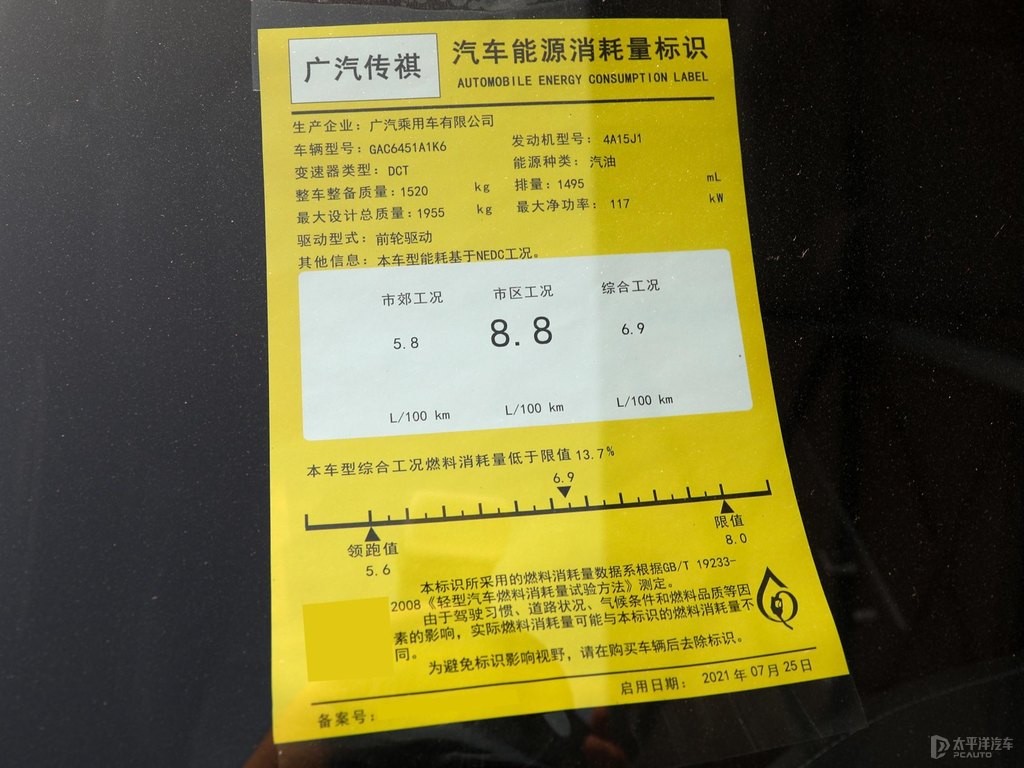 广汽传祺
汽车能源消耗量标识
AUTOMOBILE ENERGY CONSUMPTION LABEL
生产企业：广汽乘用车有限公司
车辆型号：GAC6451A1K6
发动机型号：4A15J1
变速器类型：DCT
能源种类：汽油
整车整备质量：1520 kg
排量：1495 mL
最大设计总质量：1955 kg
最大净功率：117 kW
驱动型式：前轮驱动
其他信息：本车型能耗基于NEDC工况。
市郊工况 市区工况 综合工况
5.8 8.8 6.9
L/100 km L/100 km L/100 km
本车型综合工况燃料消耗量低于限值13.7%
6.9
领跑值
5.6
限值
8.0
本标识所采用的燃料消耗量数据系根据GB/T 19233-
2008《轻型汽车燃料消耗量试验方法》测定。
由于驾驶习惯、道路状况、气候条件和燃料品质等因
素的影响，实际燃料消耗量可能与本标识的燃料消耗量不
同。
为避免标识影响视野，请在购买车辆后去除标识。
备案号：
启用日期：2021年07月25日
太平洋汽车
PCAUTO